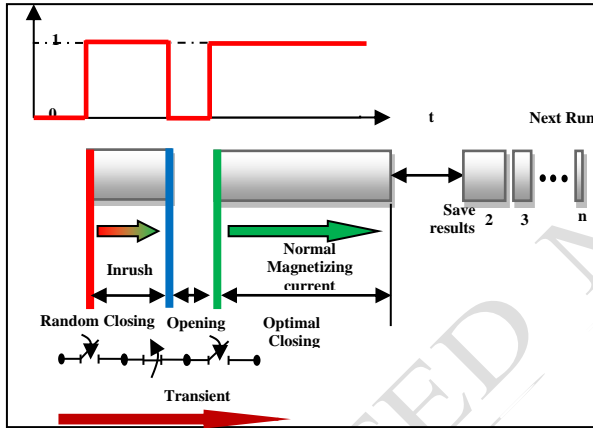 1
0
t
Next Run
Save
results
2
3
n
Inrush
Normal
Magnetizing
current
Random Closing
Opening
Optimal
Closing
Transient